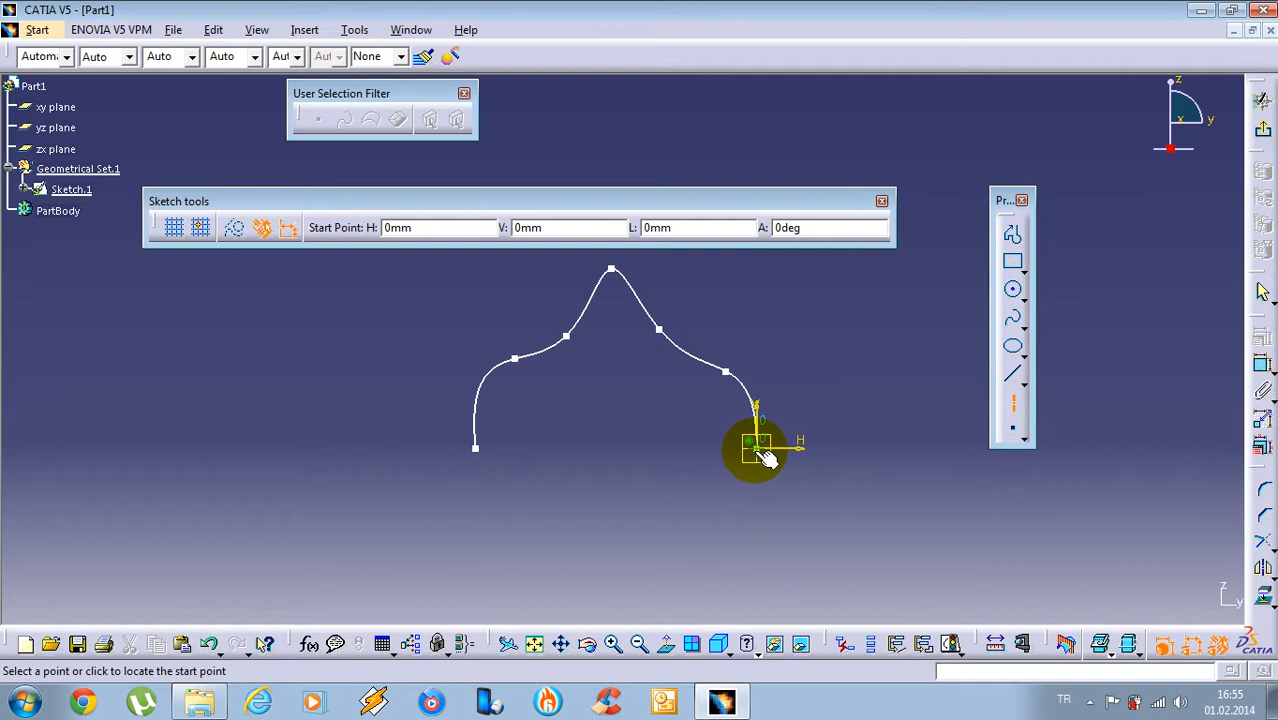 CATIA V5 - [Part1]
Start ENOVIA V5 VPM File Edit View Insert Tools Window Help
Automa Auto Auto Auto Aut Aut None
Part1
xy plane
yz plane
zx plane
Geometrical Set.1
Sketch.1
PartBody
User Selection Filter
Sketch tools
Start Point: H: 0mm V: 0mm L: 0mm A: 0deg
Pr...
z
x
y
0
0
H
z
y
f(x)
CATIA
Select a point or click to locate the start point
TR
16:55
01.02.2014